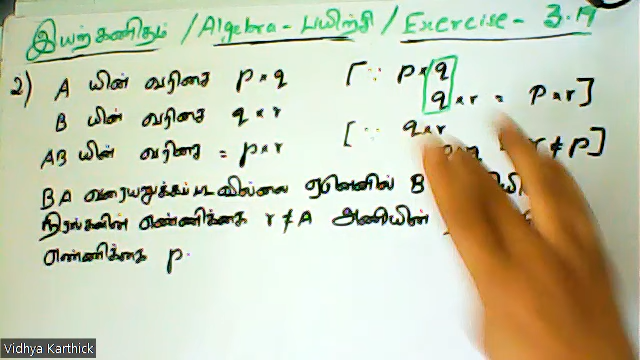 இயற்கணிதம் / Algebra - பயிற்சி / Exercise - 3.19
2) A யின் வரிசை p × q [∵ p × q
B யின் வரிசை q × r q × r = p × r]
AB யின் வரிசை = p × r [∵ q × r
r ≠ p]
BA வரையறுக்கப்படவில்லை ஏனெனில் B
நிரல்களின் எண்ணிக்கை r ≠ A அணியின்
எண்ணிக்கை p.
Vidhya Karthick